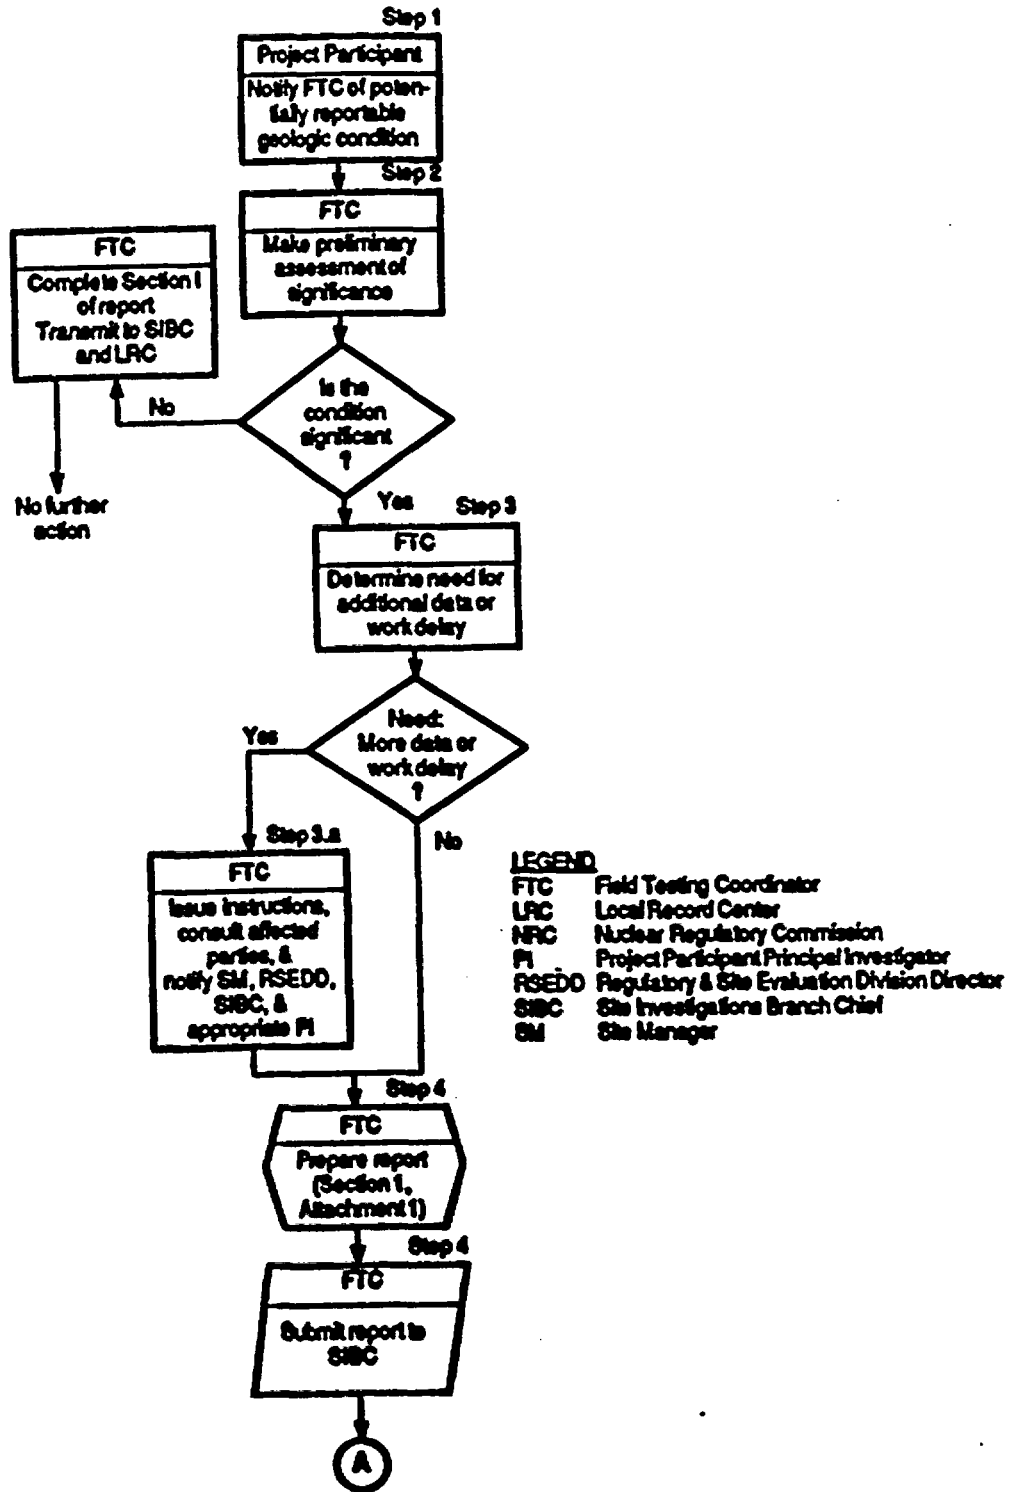 Step 1
Project Participant
Notify FTC of poten-
tially reportable
geologic condition
Step 2
FTC
Make preliminary
assessment of
significance
FTC
Complete Section I
of report
Transmit to SIBC
and LRC
No
Is the
condition
significant
?
No further
action
Yes
Step 3
FTC
Determine need for
additional data or
work delay
Need:
More data or
work delay
?
Yes
No
Step 3.a
FTC
Issue instructions,
consult affected
parties, &
notify SM, RSEDD,
SIBC, &
appropriate PI
LEGEND
FTC Field Testing Coordinator
LRC Local Record Center
NRC Nuclear Regulatory Commission
PI Project Participant Principal Investigator
RSEDD Regulatory & Site Evaluation Division Director
SIBC Site Investigations Branch Chief
SM Site Manager
Step 4
FTC
Prepare report
(Section 1,
Attachment 1)
Step 4
FTC
Submit report to
SIBC
A